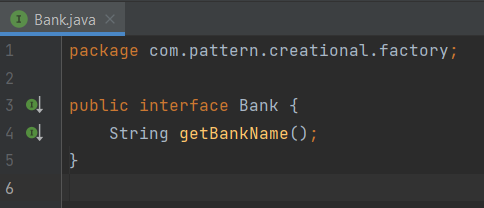 Bank.java
1 package com.pattern.creational.factory;
2
3 public interface Bank {
4     String getBankName();
5 }
6